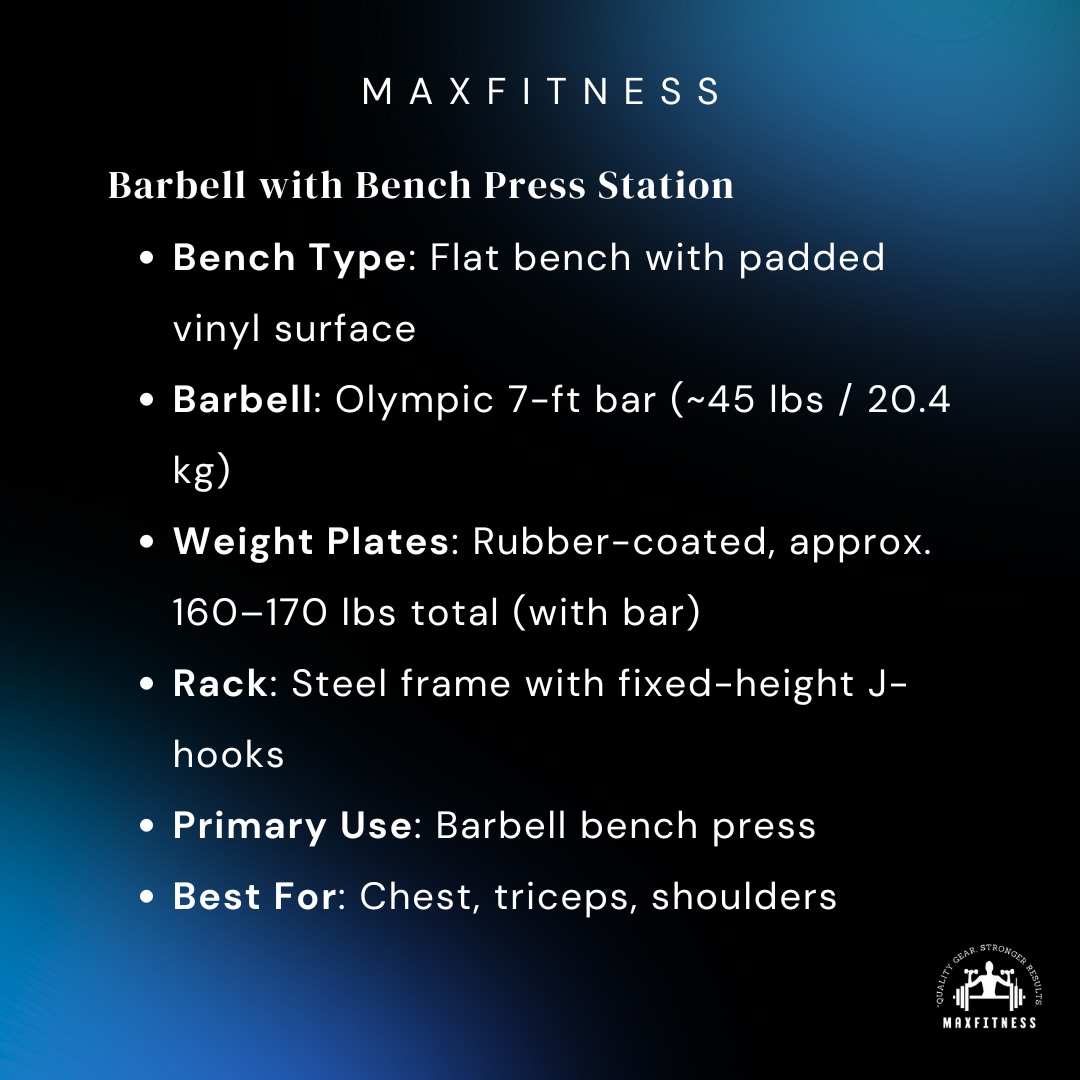 MAXFITNESS
Barbell with Bench Press Station
• Bench Type: Flat bench with padded
vinyl surface
• Barbell: Olympic 7-ft bar (~45 lbs / 20.4
kg)
• Weight Plates: Rubber-coated, approx.
160–170 lbs total (with bar)
• Rack: Steel frame with fixed-height J-
hooks
• Primary Use: Barbell bench press
• Best For: Chest, triceps, shoulders
"QUALITY GEAR. STRONGER RESULTS.
MAXFITNESS